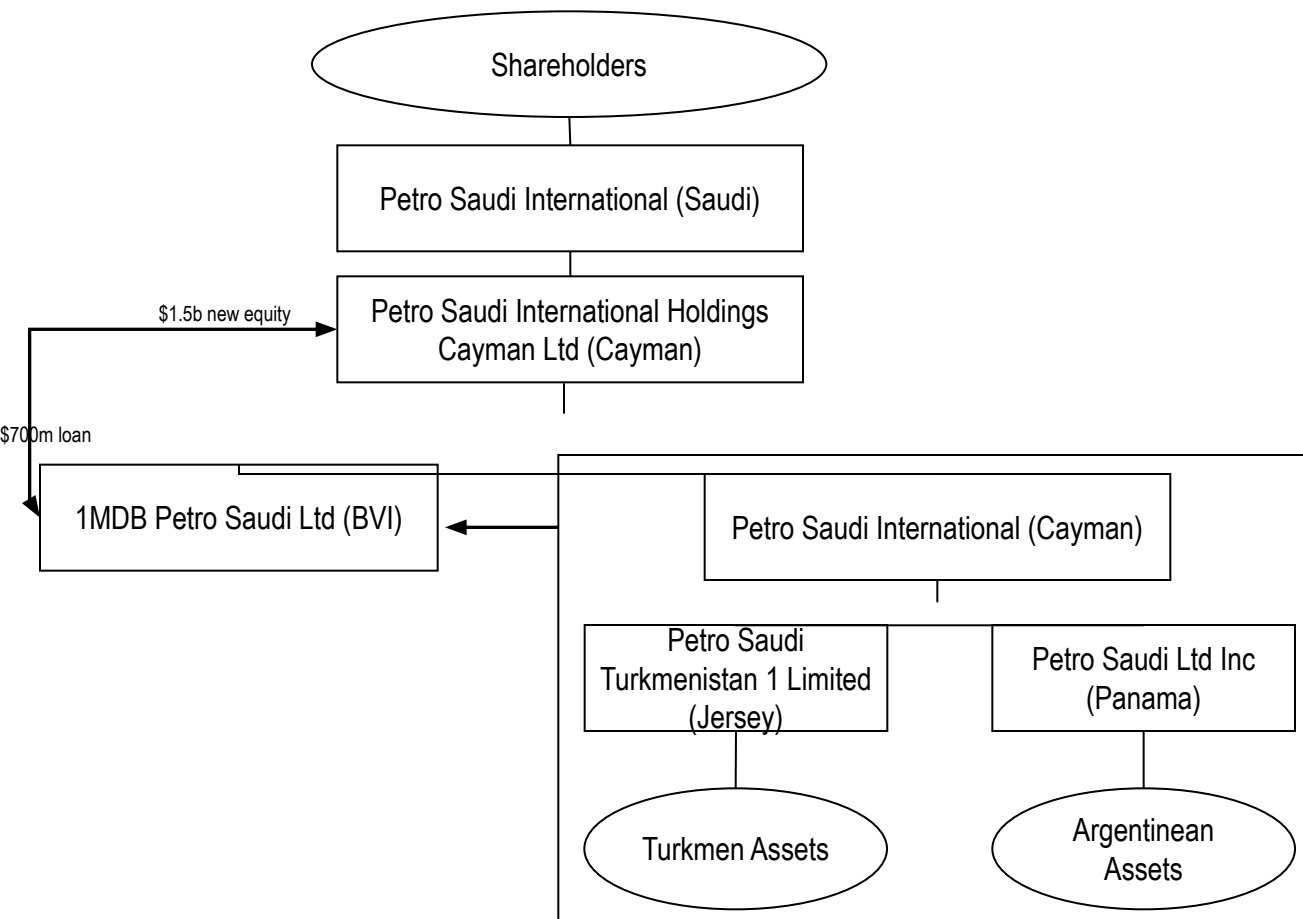 Shareholders
Petro Saudi International (Saudi)
$1.5b new equity
Petro Saudi International Holdings
Cayman Ltd (Cayman)
$700m loan
1MDB Petro Saudi Ltd (BVI)
Petro Saudi International (Cayman)
Petro Saudi
Turkmenistan 1 Limited
(Jersey)
Petro Saudi Ltd Inc
(Panama)
Turkmen Assets
Argentinean
Assets